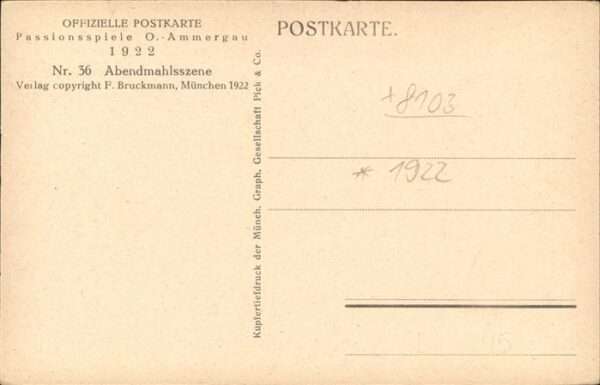 OFFIZIELLE POSTKARTE
Passionsspiele O.-Ammergau
1922
Nr. 36 Abendmahlsszene
Verlag copyright F. Bruckmann, München 1922
Kupfertiefdruck der Münch. Graph. Gesellschaft Pick & Co.
POSTKARTE.
+8103
* 1922